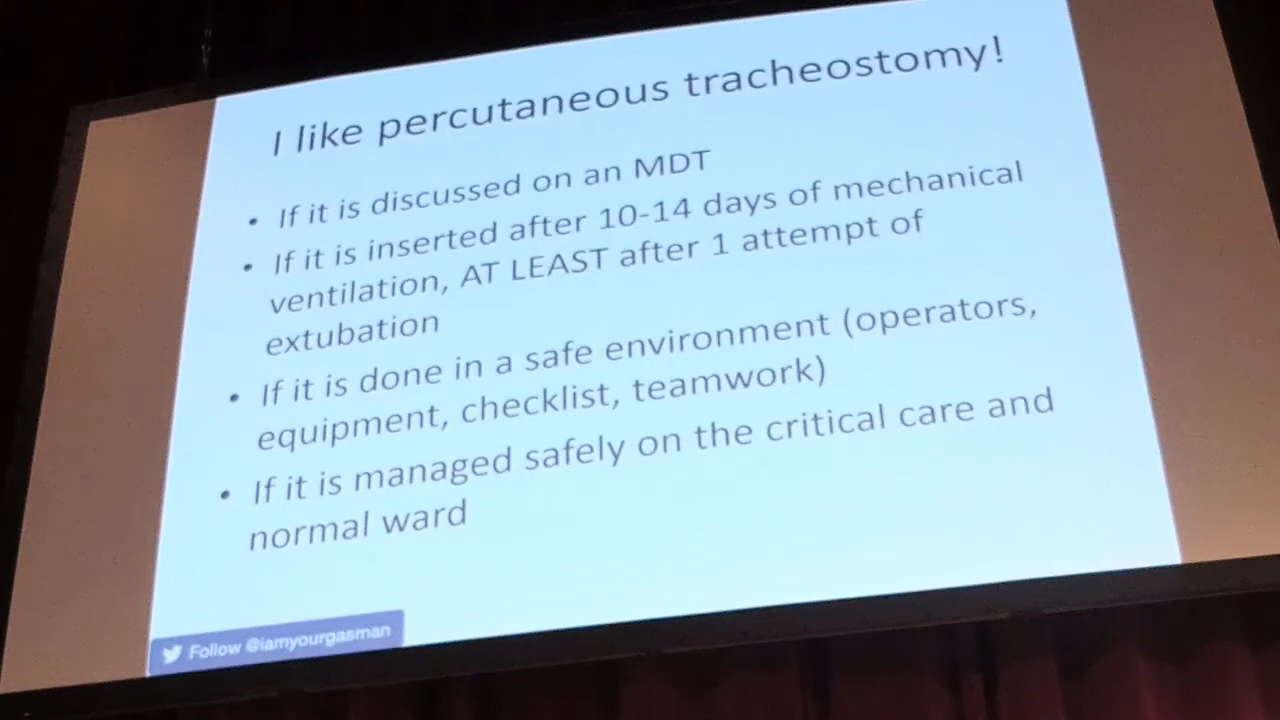 I like percutaneous tracheostomy!
• If it is discussed on an MDT
• If it is inserted after 10-14 days of mechanical
ventilation, AT LEAST after 1 attempt of
extubation
• If it is done in a safe environment (operators,
equipment, checklist, teamwork)
• If it is managed safely on the critical care and
normal ward
Follow @iamyourgasman